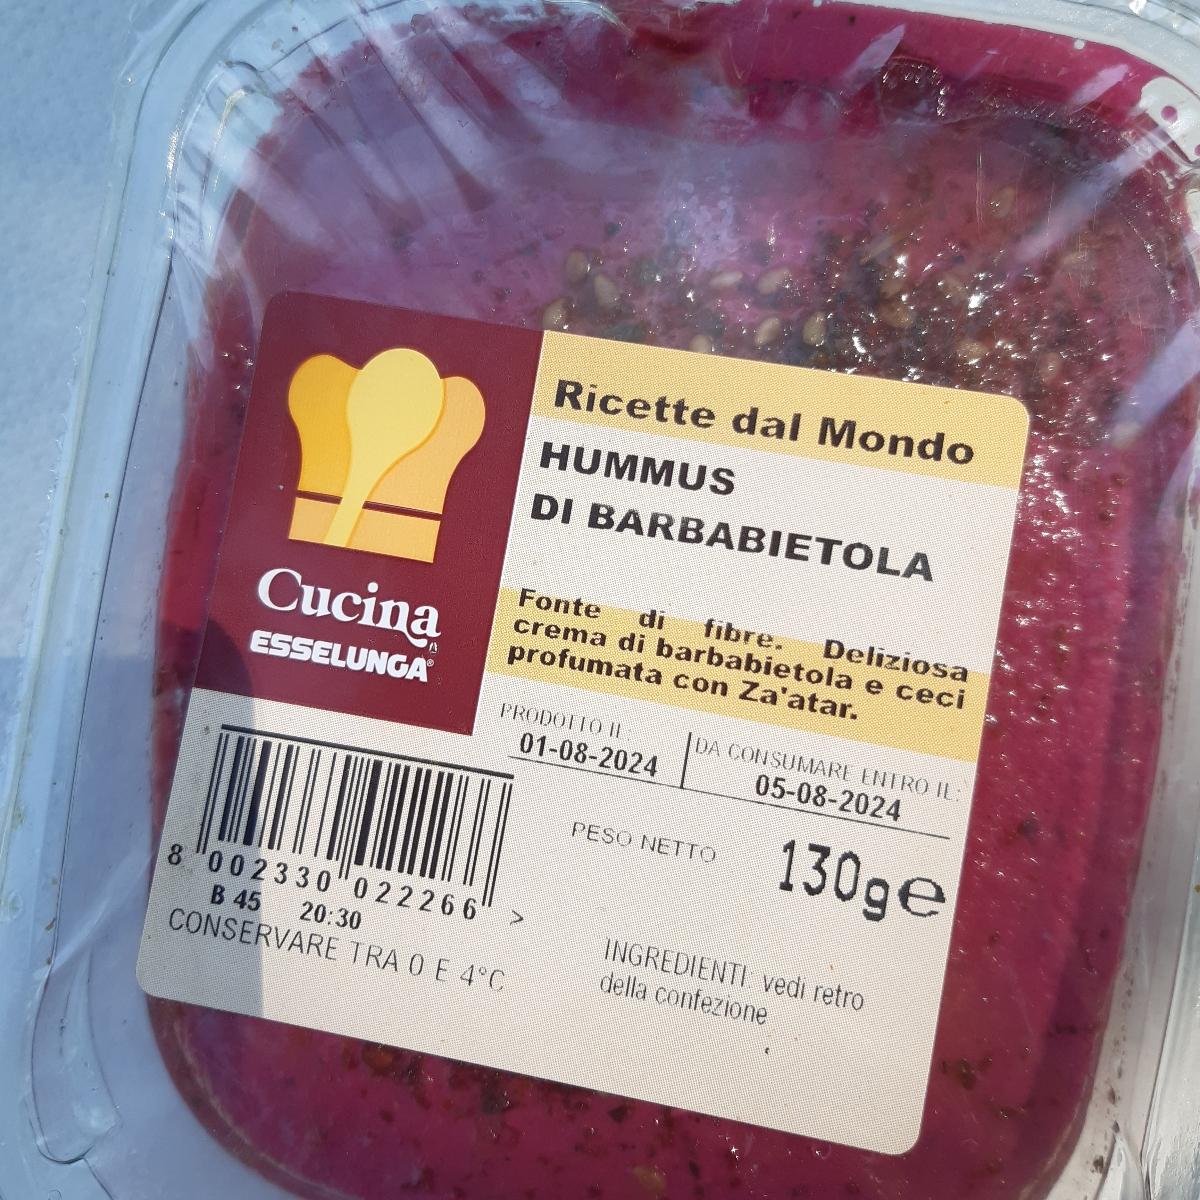 Ricette dal Mondo
HUMMUS
DI BARBABIETOLA
Cucina
ESSELUNGA®
Fonte di fibre. Deliziosa
crema di barbabietola e ceci
profumata con Za'atar.
PRODOTTO IL:
01-08-2024
DA CONSUMARE ENTRO IL:
05-08-2024
PESO NETTO
130g e
8 002330 022266 >
B 45 20:30
CONSERVARE TRA 0 E 4°C
INGREDIENTI: vedi retro
della confezione